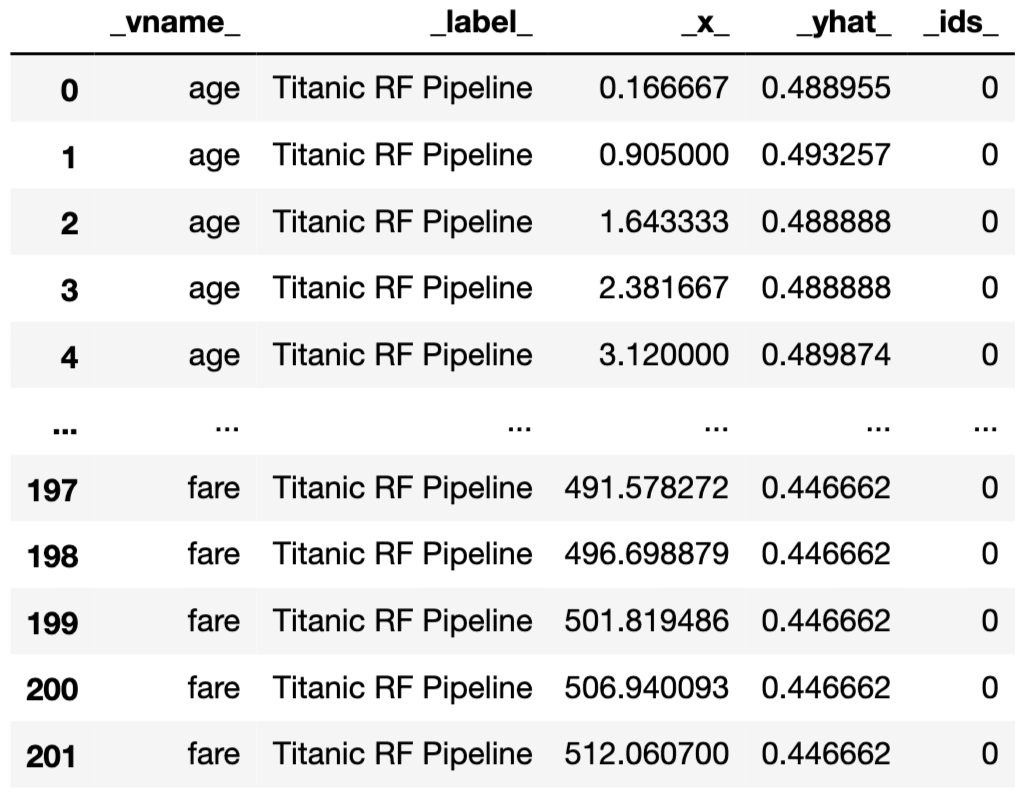 _vname_ _label_ _x_ _yhat_ _ids_
0 age Titanic RF Pipeline 0.166667 0.488955 0
1 age Titanic RF Pipeline 0.905000 0.493257 0
2 age Titanic RF Pipeline 1.643333 0.488888 0
3 age Titanic RF Pipeline 2.381667 0.488888 0
4 age Titanic RF Pipeline 3.120000 0.489874 0
... ... ... ... ... ...
197 fare Titanic RF Pipeline 491.578272 0.446662 0
198 fare Titanic RF Pipeline 496.698879 0.446662 0
199 fare Titanic RF Pipeline 501.819486 0.446662 0
200 fare Titanic RF Pipeline 506.940093 0.446662 0
201 fare Titanic RF Pipeline 512.060700 0.446662 0